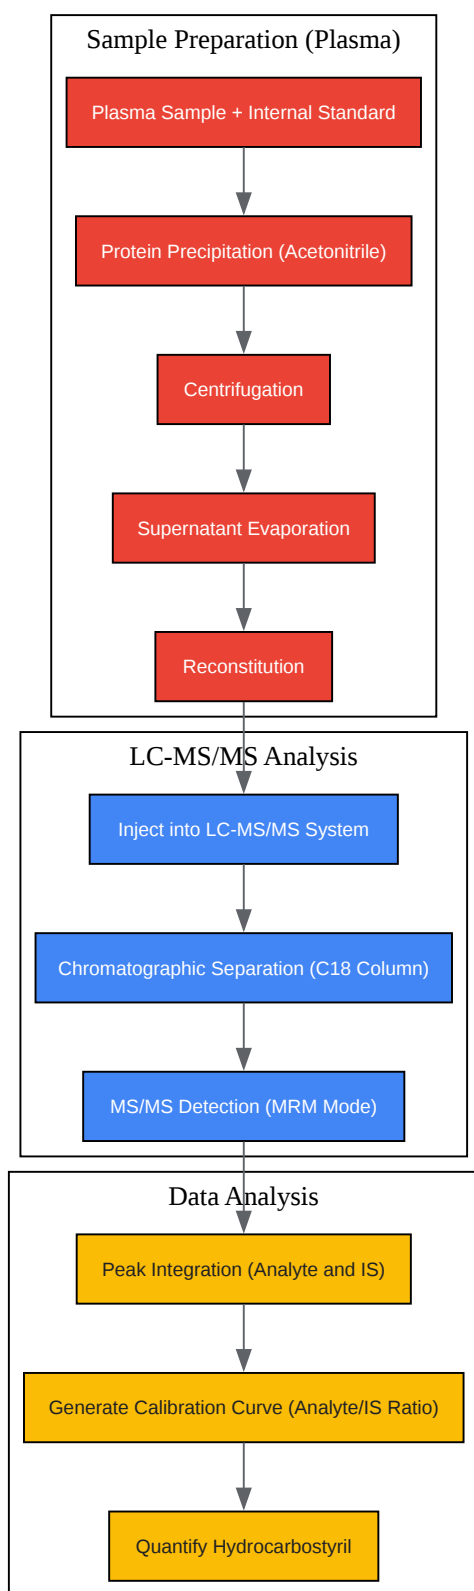 Sample Preparation (Plasma)
Plasma Sample + Internal Standard
Protein Precipitation (Acetonitrile)
Centrifugation
Supernatant Evaporation
Reconstitution
LC-MS/MS Analysis
Inject into LC-MS/MS System
Chromatographic Separation (C18 Column)
MS/MS Detection (MRM Mode)
Data Analysis
Peak Integration (Analyte and IS)
Generate Calibration Curve (Analyte/IS Ratio)
Quantify Hydrocarbostyril